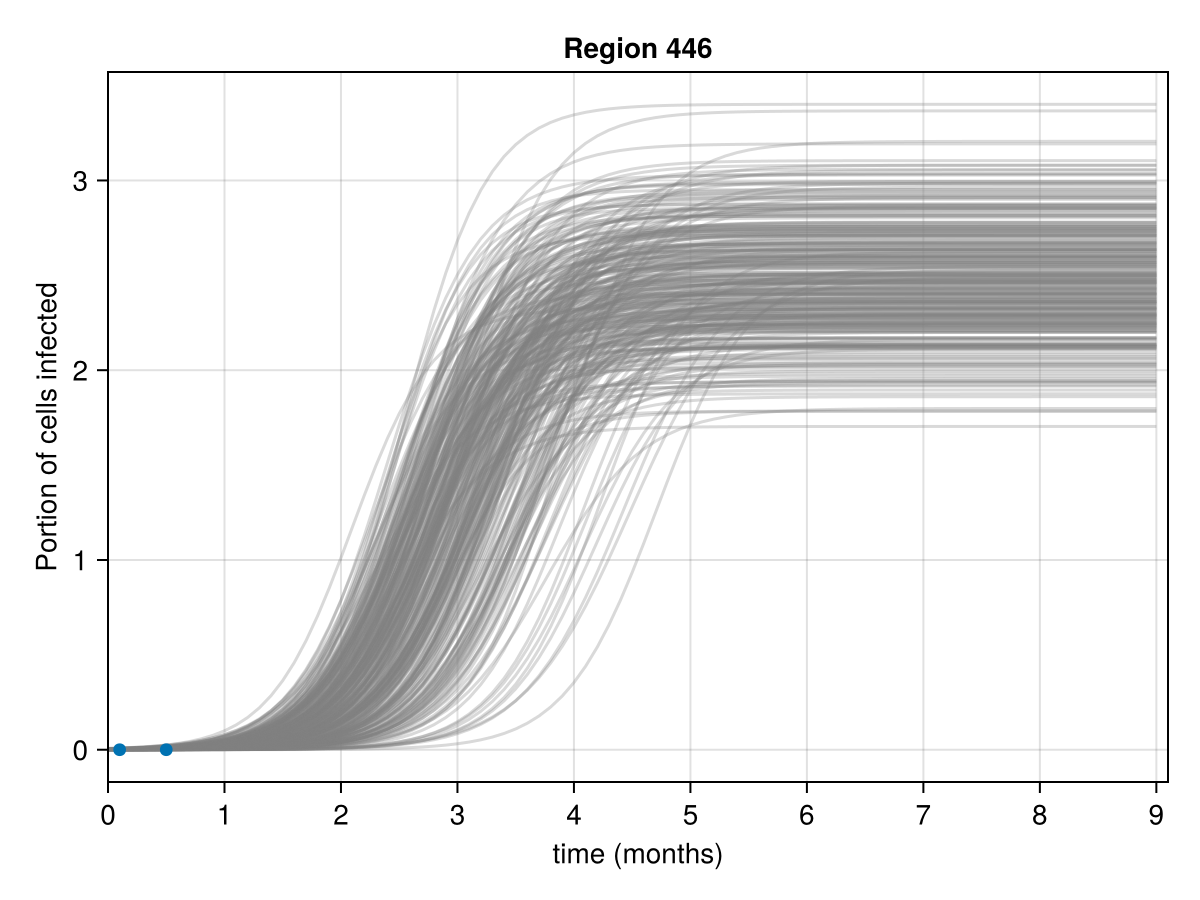 Region 446
Portion of cells infected
3
2
1
0
0 1 2 3 4 5 6 7 8 9
time (months)